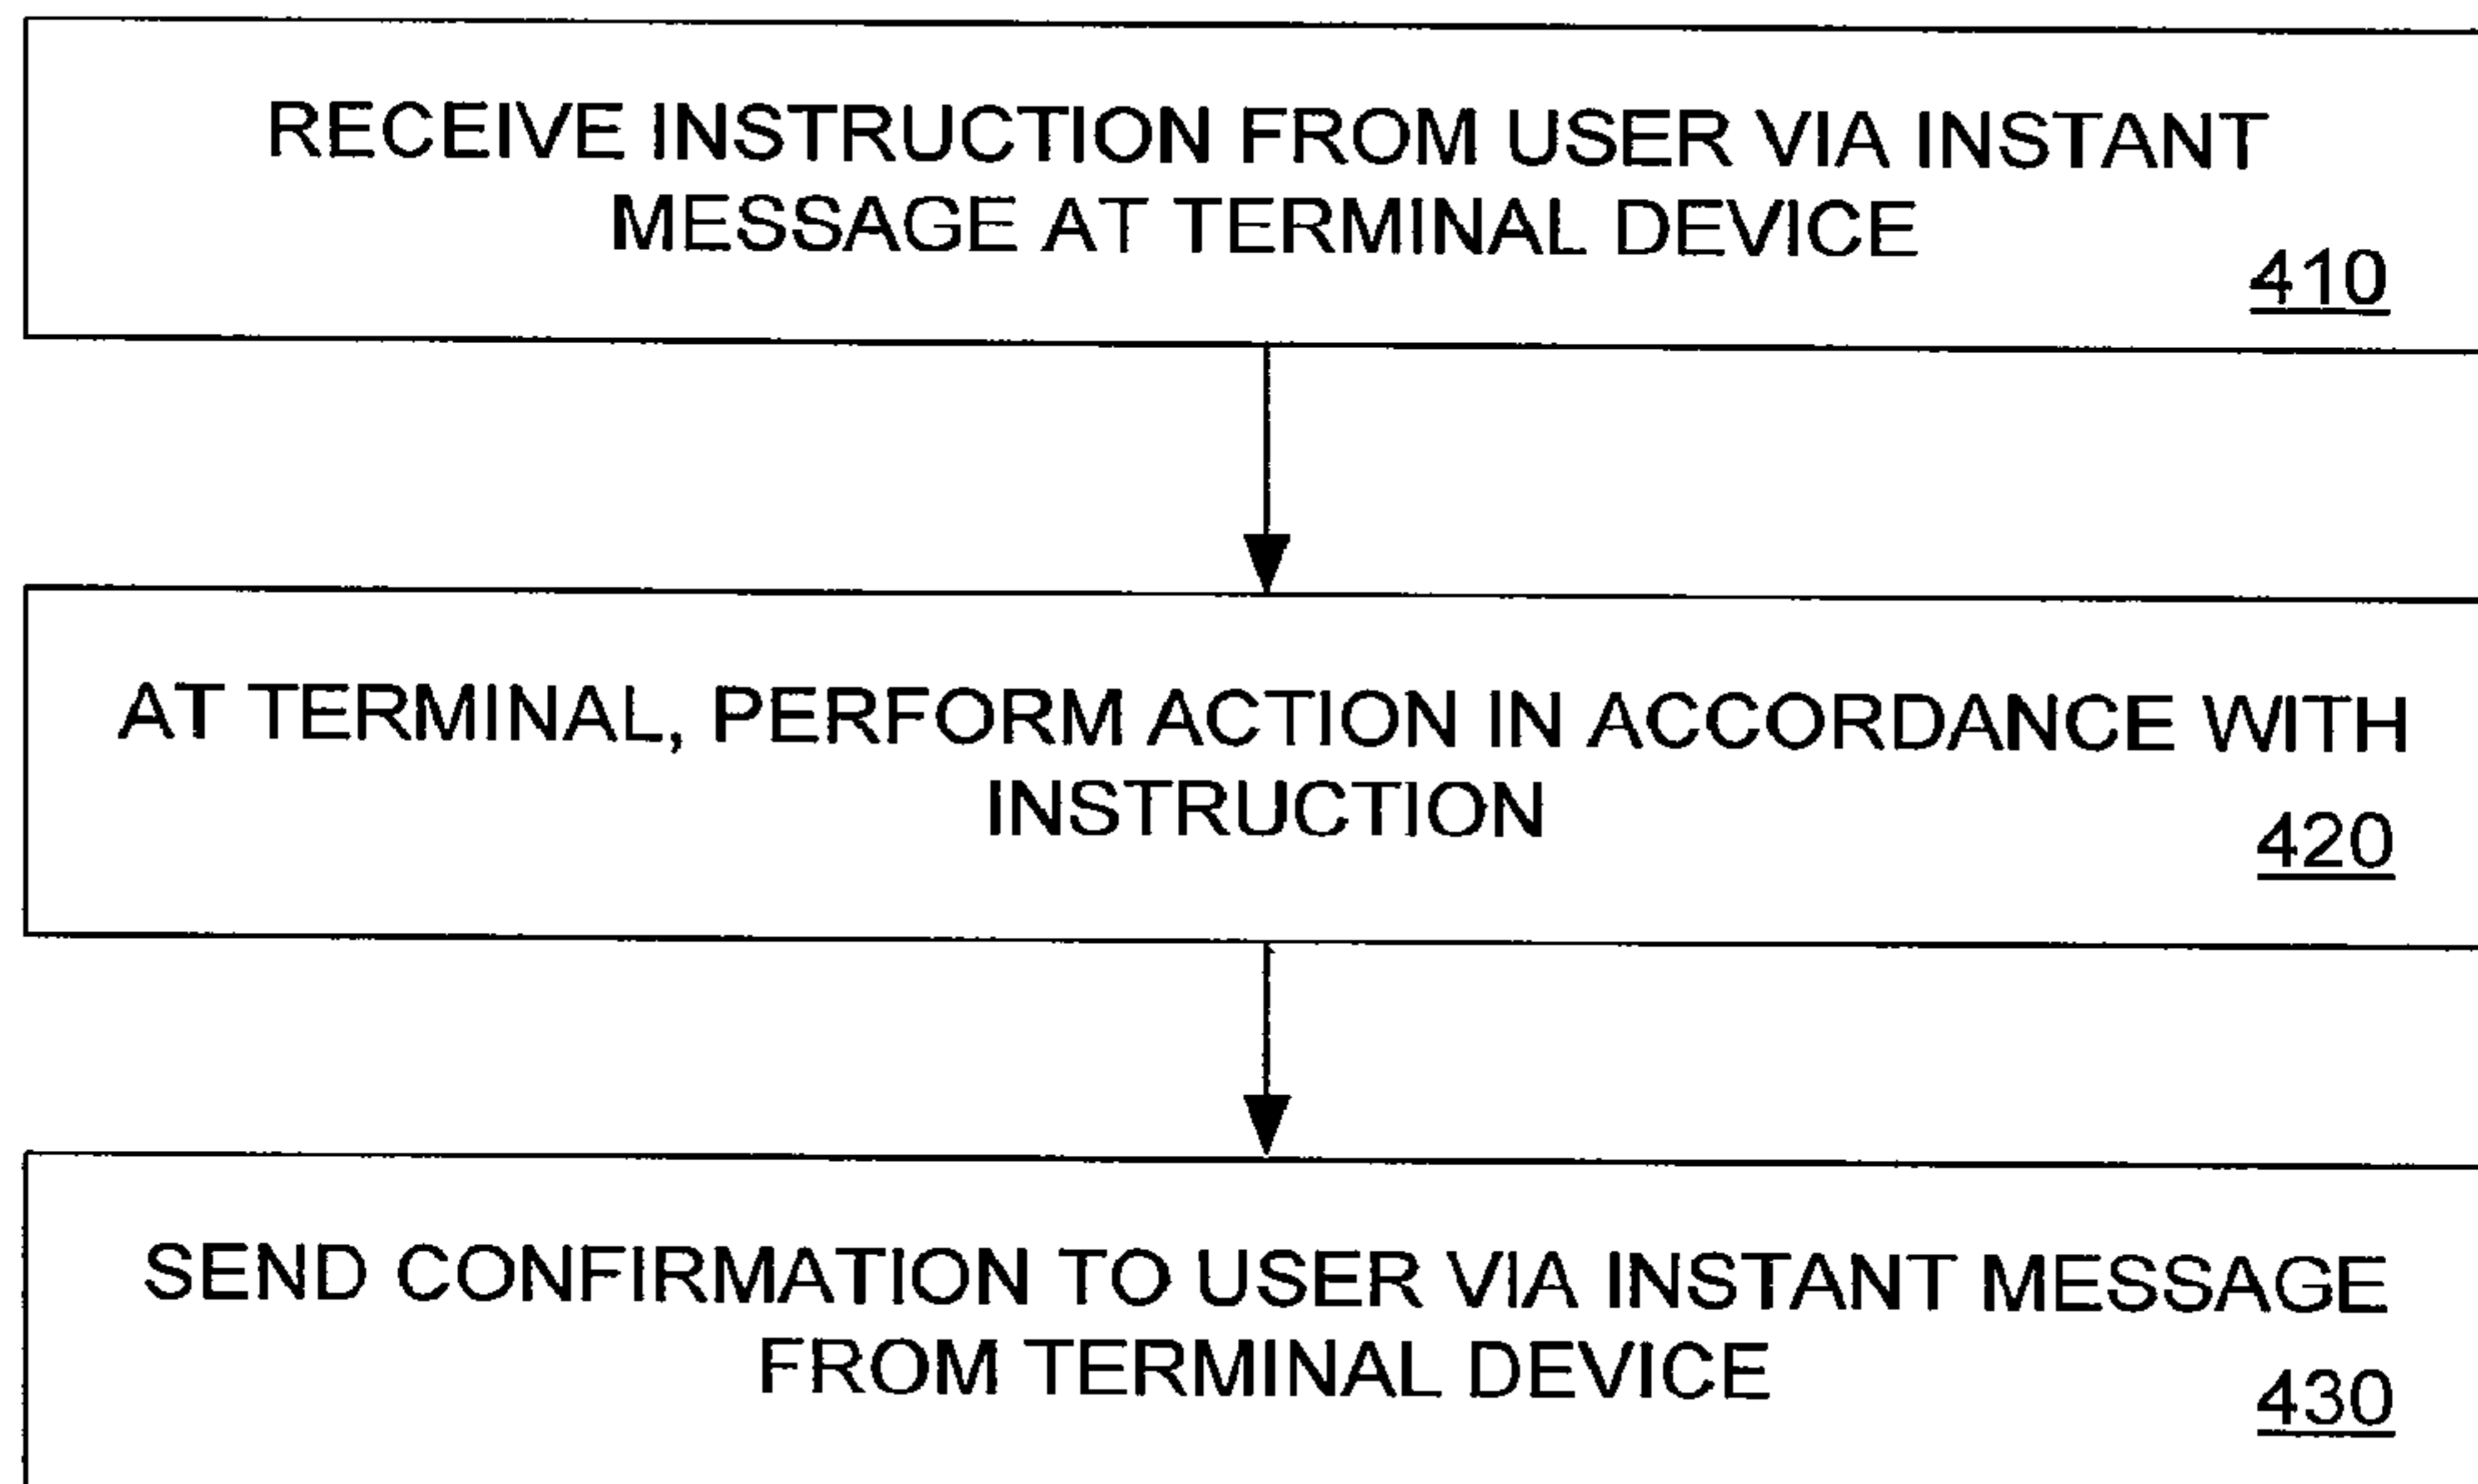 RECEIVE INSTRUCTION FROM USER VIA INSTANT
MESSAGE AT TERMINAL DEVICE
410
AT TERMINAL, PERFORM ACTION IN ACCORDANCE WITH
INSTRUCTION
420
SEND CONFIRMATION TO USER VIA INSTANT MESSAGE
FROM TERMINAL DEVICE
430